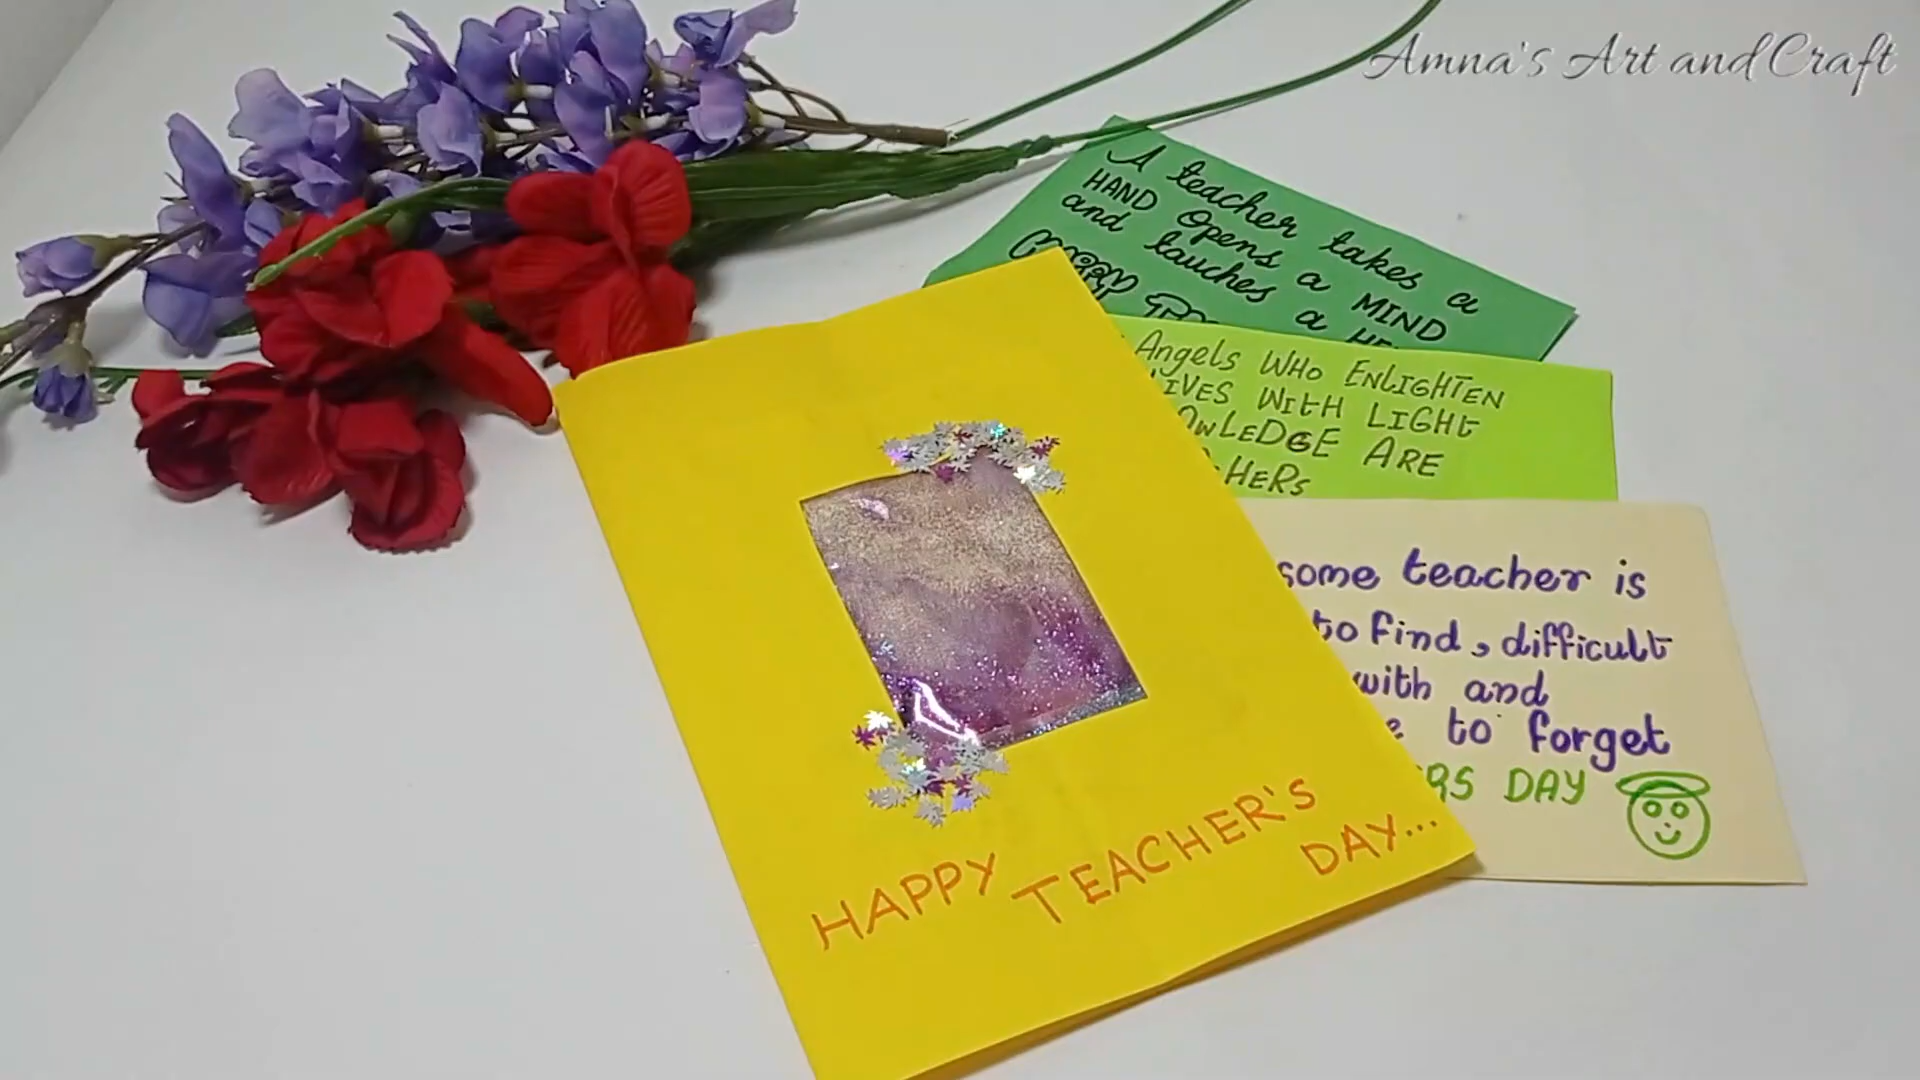 Amna's Art and Craft
A teacher takes a
HAND opens a MIND
and touches a
Angels WHO ENLIGHTEN
LIVES WITH LIGHT
ARE
some teacher is
to find, difficult
with and
to forget
DAY
HAPPY TEACHER'S
DAY...